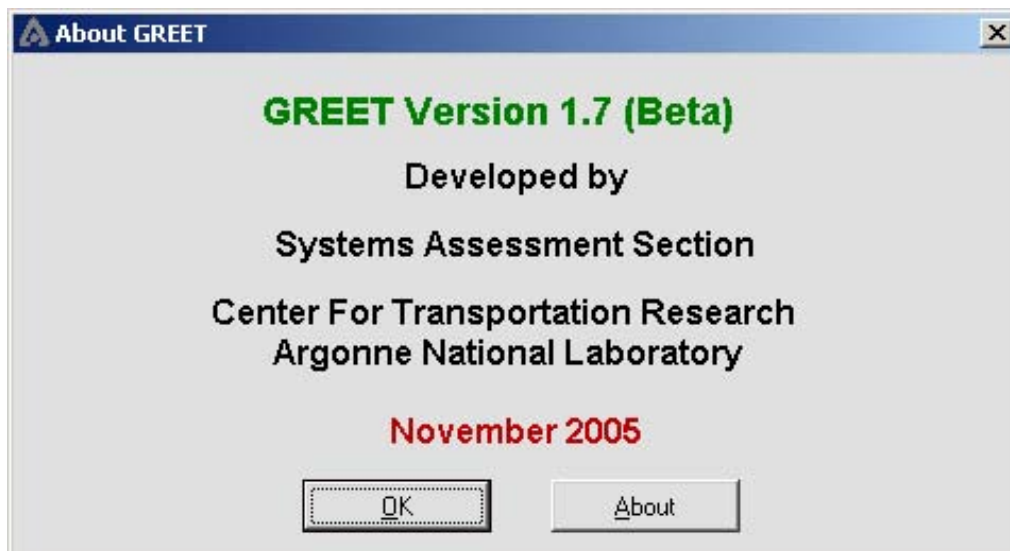 About GREET
GREET Version 1.7 (Beta)
Developed by
Systems Assessment Section
Center For Transportation Research
Argonne National Laboratory
November 2005
OK About